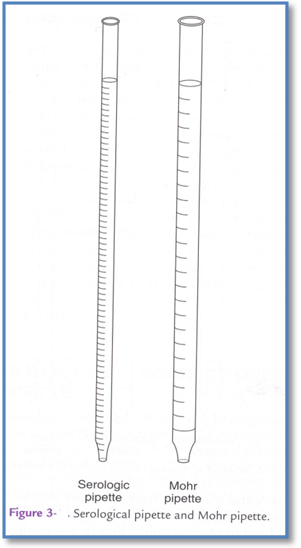 Serologic
pipette
Mohr
pipette
Figure 3-  . Serological pipette and Mohr pipette.